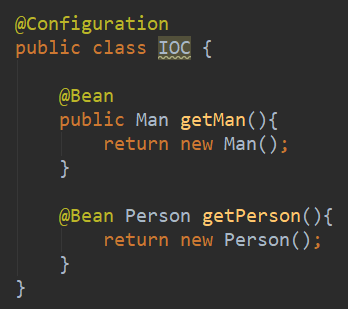 @Configuration
public class IOC {
@Bean
public Man getMan(){
return new Man();
}
@Bean Person getPerson(){
return new Person();
}
}